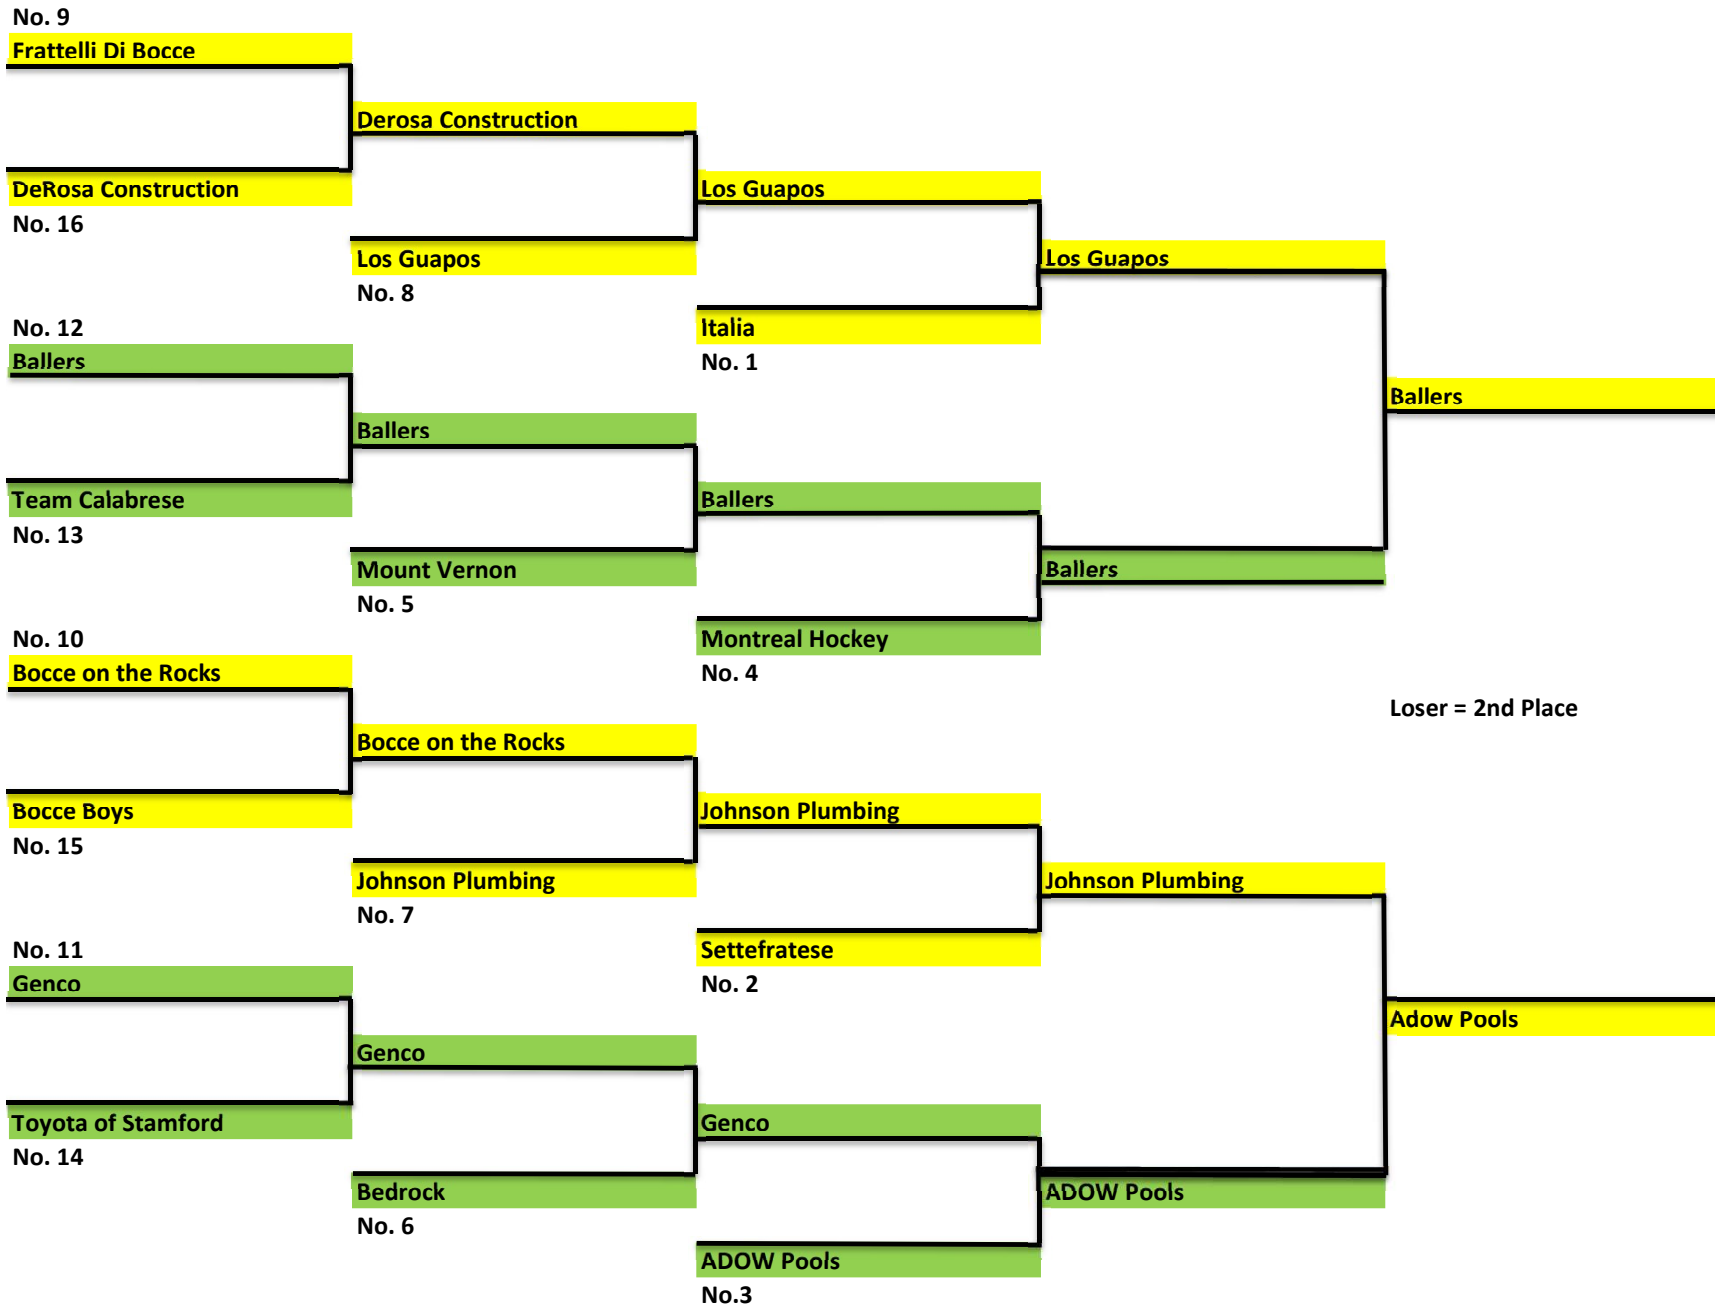 No. 9
Frattelli Di Bocce
Derosa Construction
DeRosa Construction
Los Guapos
No. 16
Los Guapos
Los Guapos
No. 8
No. 12
Italia
Ballers
No. 1
Ballers
Ballers
Team Calabrese
Ballers
No. 13
Mount Vernon
Ballers
No. 5
No. 10
Montreal Hockey
Bocce on the Rocks
No. 4
Loser = 2nd Place
Bocce on the Rocks
Bocce Boys
Johnson Plumbing
No. 15
Johnson Plumbing
Johnson Plumbing
No. 7
No. 11
Settefratese
Genco
No. 2
Adow Pools
Genco
Toyota of Stamford
Genco
No. 14
Bedrock
ADOW Pools
No. 6
ADOW Pools
No.3